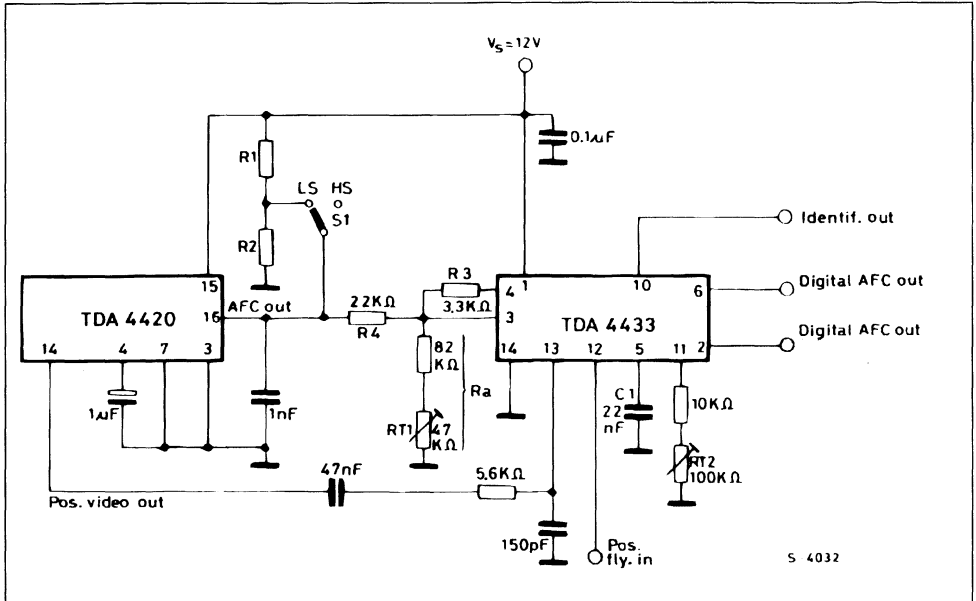 Vs=12V
0.1µF
R1
LS HS
S1
R2
Identif. out
15
AFC out
16
TDA 4420
14 4 7 3
22KΩ
R4
R3
3.3KΩ
1 10
4
3
6
TDA 4433
14 13 12 5 11 2
Digital AFC out
Digital AFC out
1µF
1nF
82
KΩ
Ra
RT1
47
KΩ
C1
22
nF
10KΩ
RT2
100KΩ
47nF
5.6KΩ
Pos. video out
150pF
Pos.
fly. in
S 4032